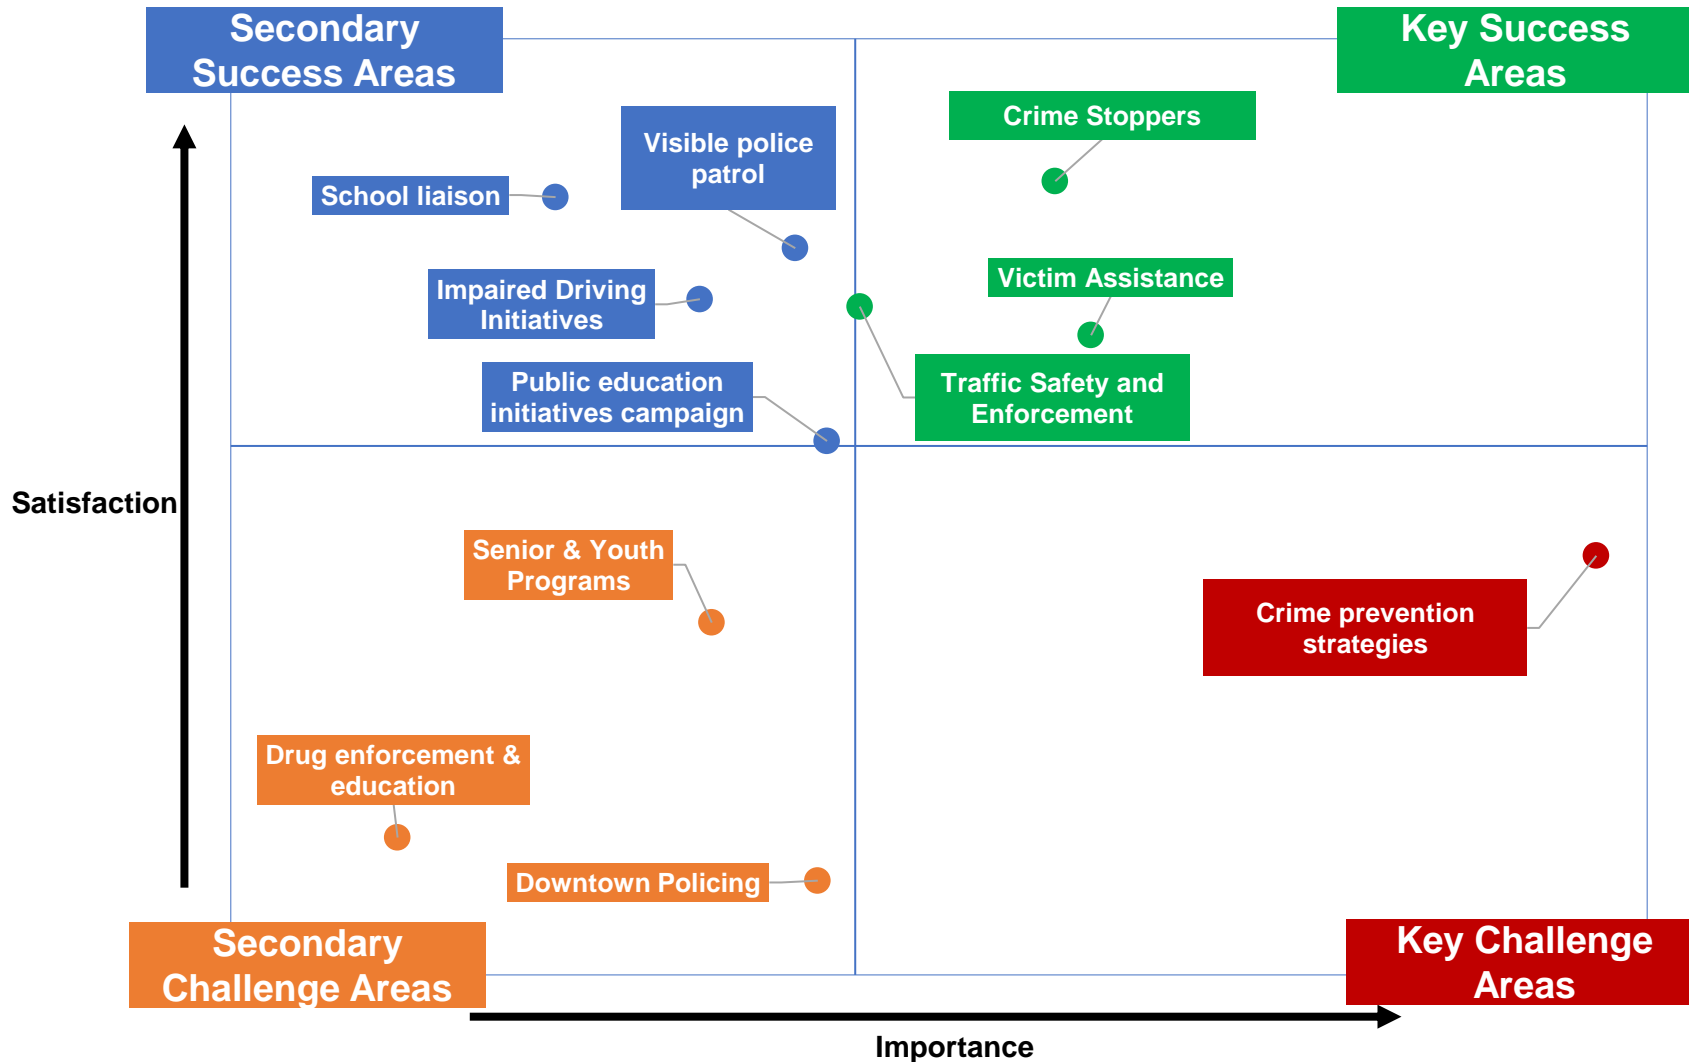 Secondary
Success Areas
Key Success
Areas
Crime Stoppers
Visible police
patrol
School liaison
Victim Assistance
Impaired Driving
Initiatives
Traffic Safety and
Enforcement
Public education
initiatives campaign
Satisfaction
Senior & Youth
Programs
Crime prevention
strategies
Drug enforcement &
education
Downtown Policing
Secondary
Challenge Areas
Key Challenge
Areas
Importance